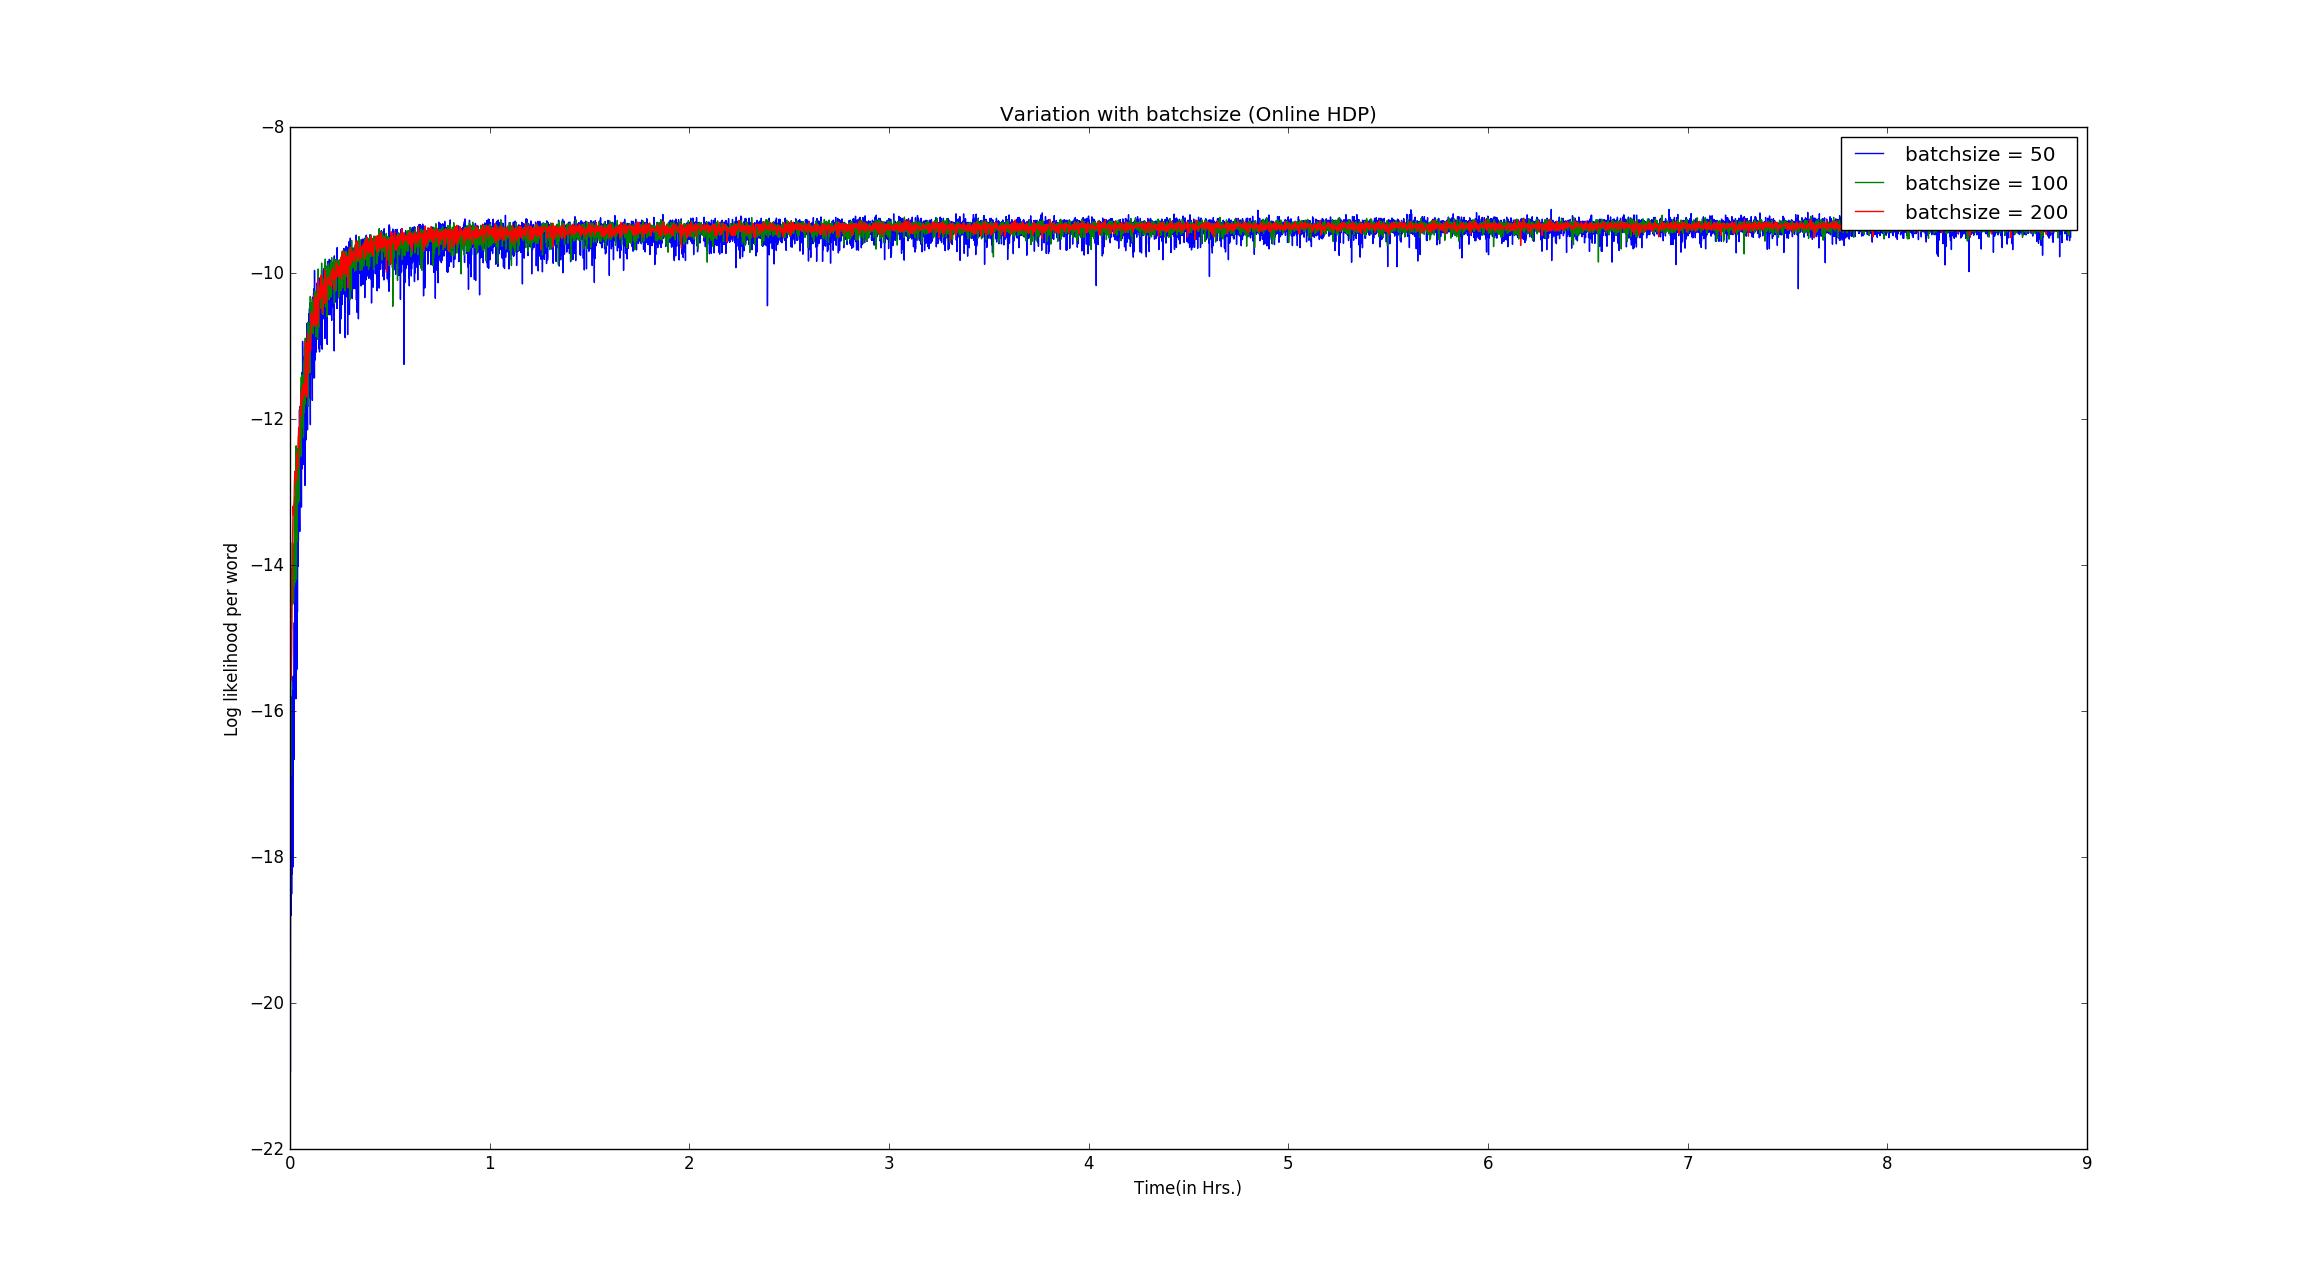 Variation with batchsize (Online HDP)
−8
batchsize = 50
batchsize = 100
batchsize = 200
−10
−12
−14
−16
−18
−20
−22
Log likelihood per word
0 1 2 3 4 5 6 7 8 9
Time(in Hrs.)